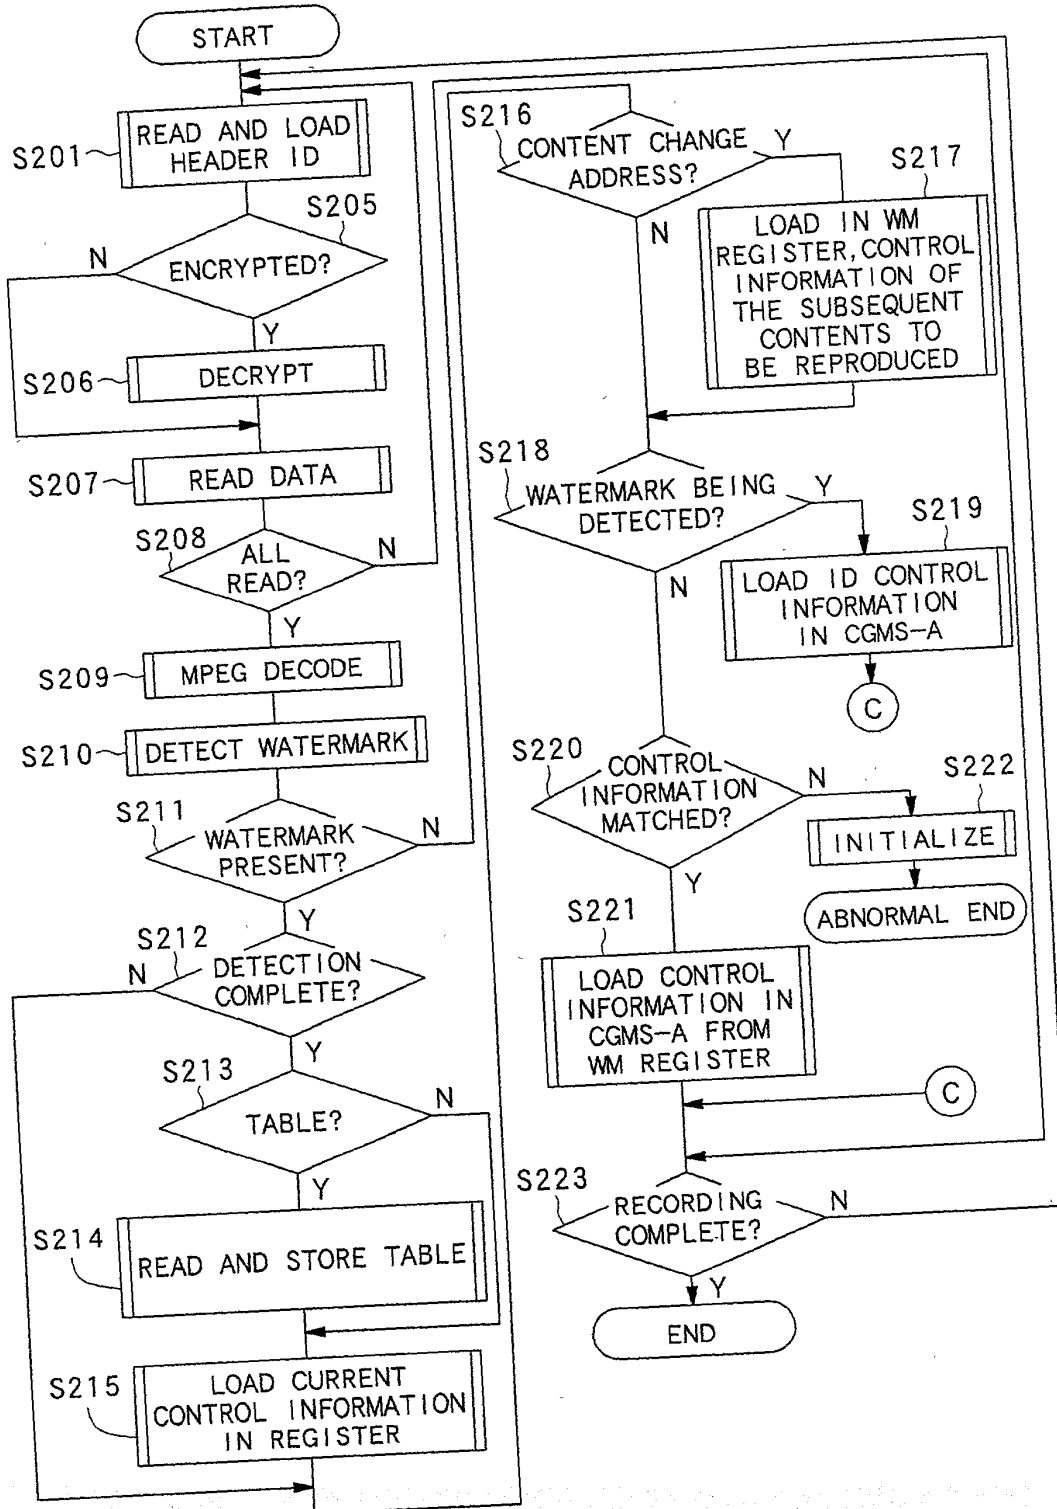 START
S201
READ AND LOAD
HEADER ID
S205
N
ENCRYPTED?
Y
S206
DECRYPT
S207
READ DATA
S208
ALL
READ?
N
Y
S209
MPEG DECODE
S210
DETECT WATERMARK
S211
WATERMARK
PRESENT?
N
Y
S212
N
DETECTION
COMPLETE?
Y
S213
TABLE?
N
Y
S214
READ AND STORE TABLE
S215
LOAD CURRENT
CONTROL INFORMATION
IN REGISTER
S216
CONTENT CHANGE
ADDRESS?
Y
N
S217
LOAD IN WM
REGISTER, CONTROL
INFORMATION OF
THE SUBSEQUENT
CONTENTS TO
BE REPRODUCED
S218
WATERMARK BEING
DETECTED?
Y
N
S219
LOAD ID CONTROL
INFORMATION
IN CGMS-A
C
S220
CONTROL
INFORMATION
MATCHED?
N
Y
S222
INITIALIZE
ABNORMAL END
S221
LOAD CONTROL
INFORMATION IN
CGMS-A FROM
WM REGISTER
C
S223
RECORDING
COMPLETE?
N
Y
END